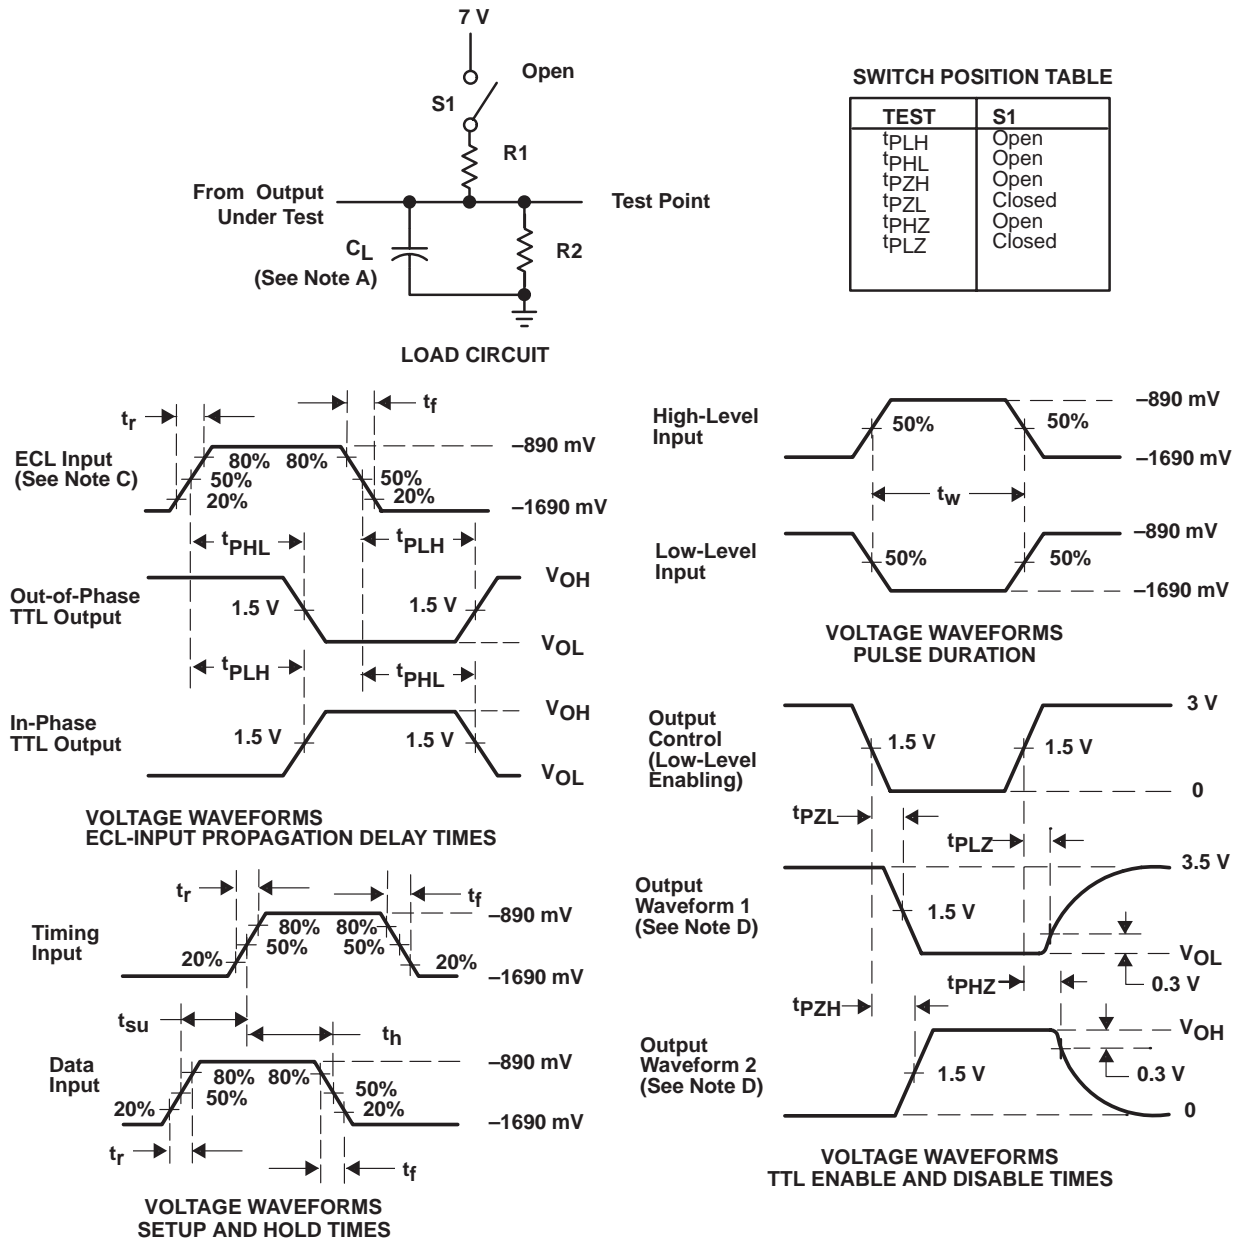 7 V
Open
S1
R1
From Output
Under Test
Test Point
CL
(See Note A)
R2
LOAD CIRCUIT
SWITCH POSITION TABLE
TEST S1
tPLH Open
tPHL Open
tPZH Open
tPZL Closed
tPHZ Open
tPLZ Closed
tr
tf
ECL Input
(See Note C)
80% 80%
50% 50%
20% 20%
–890 mV
–1690 mV
tPHL
tPLH
Out-of-Phase
TTL Output
1.5 V 1.5 V
VOH
VOL
tPLH
tPHL
In-Phase
TTL Output
1.5 V 1.5 V
VOH
VOL
VOLTAGE WAVEFORMS
ECL-INPUT PROPAGATION DELAY TIMES
tr
tf
Timing
Input
80% 80%
50% 50%
20% 20%
–890 mV
–1690 mV
tsu
th
Data
Input
80% 80%
50% 50%
20% 20%
–890 mV
–1690 mV
tr
tf
VOLTAGE WAVEFORMS
SETUP AND HOLD TIMES
High-Level
Input
50% 50%
–890 mV
–1690 mV
tw
Low-Level
Input
50% 50%
–890 mV
–1690 mV
VOLTAGE WAVEFORMS
PULSE DURATION
Output
Control
(Low-Level
Enabling)
1.5 V 1.5 V
3 V
0
tPZL
tPLZ
Output
Waveform 1
(See Note D)
1.5 V
3.5 V
VOL
0.3 V
tPZH
tPHZ
Output
Waveform 2
(See Note D)
1.5 V
VOH
0.3 V
0
VOLTAGE WAVEFORMS
TTL ENABLE AND DISABLE TIMES